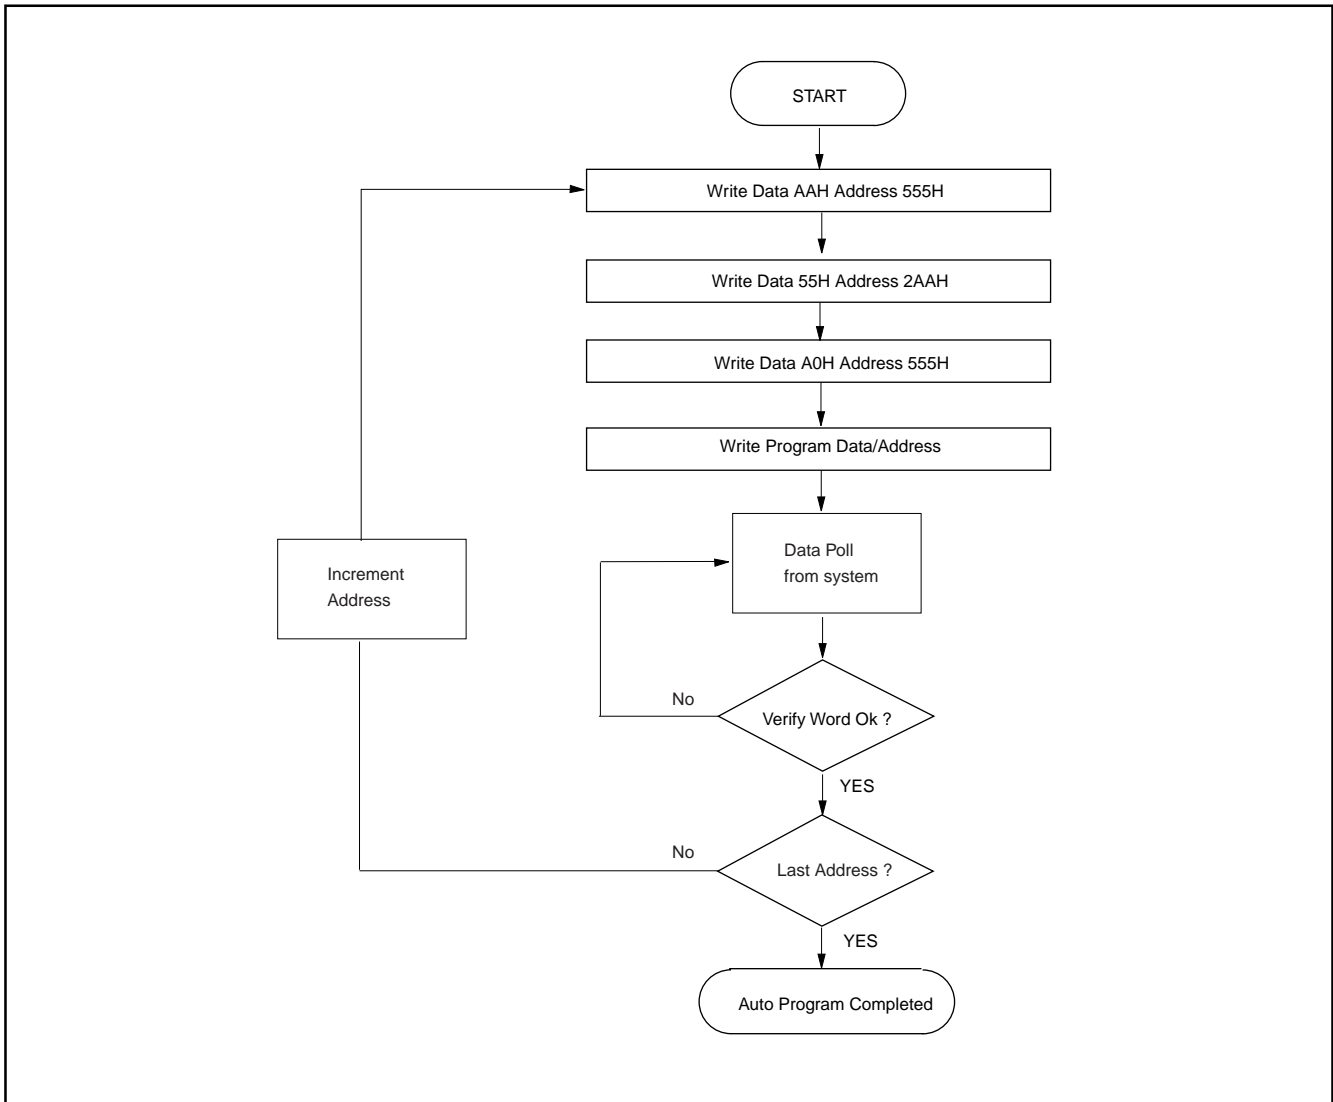 START
Write Data AAH Address 555H
Write Data 55H Address 2AAH
Write Data A0H Address 555H
Write Program Data/Address
Data Poll
from system
Increment
Address
No
Verify Word Ok ?
YES
No
Last Address ?
YES
Auto Program Completed